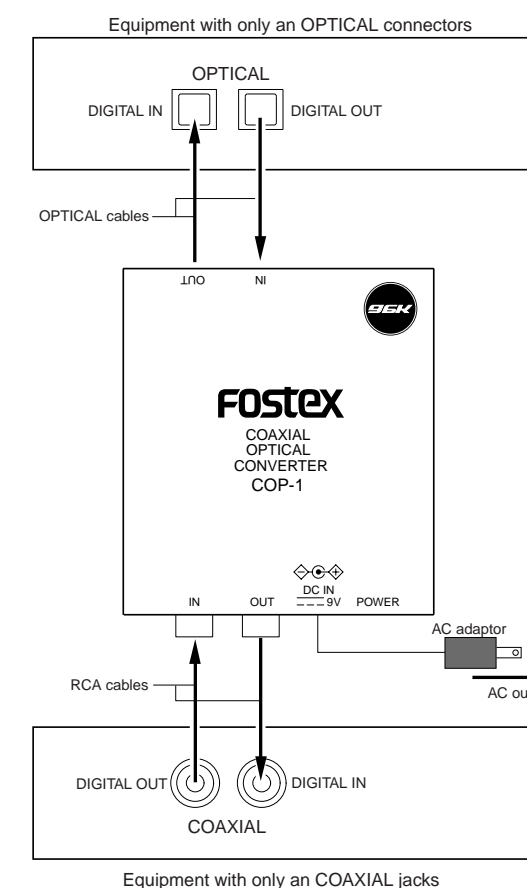 Equipment with only an OPTICAL connectors
OPTICAL
DIGITAL IN
DIGITAL OUT
OPTICAL cables
OUT
IN
96K
FOSTEX
COAXIAL
OPTICAL
CONVERTER
COP-1
DC IN
IN
OUT
9V
POWER
AC adaptor
RCA cables
AC ou
DIGITAL OUT
DIGITAL IN
COAXIAL
Equipment with only an COAXIAL jacks